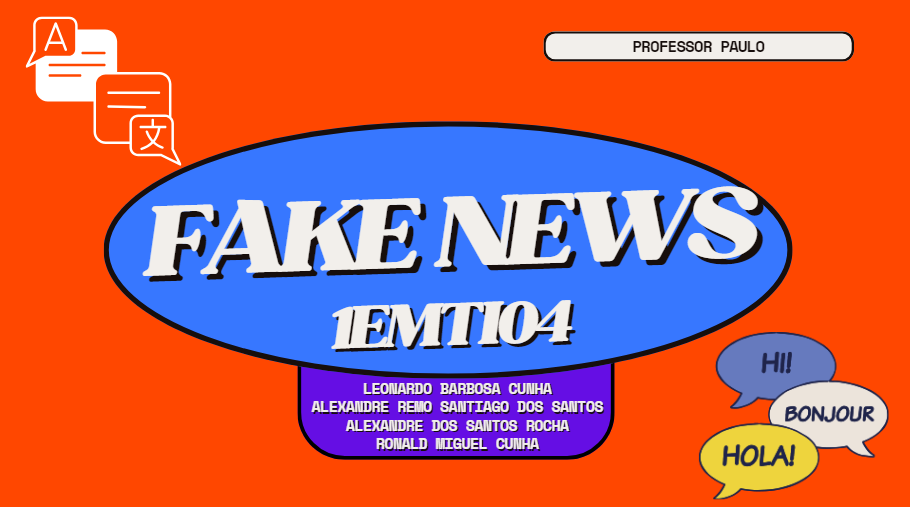 A
文
PROFESSOR PAULO
FAKE NEWS
1EMTI04
LEONARDO BARBOSA CUNHA
ALEXANDRE REMO SANTIAGO DOS SANTOS
ALEXANDRE DOS SANTOS ROCHA
RONALD MIGUEL CUNHA
HI!
BONJOUR
HOLA!